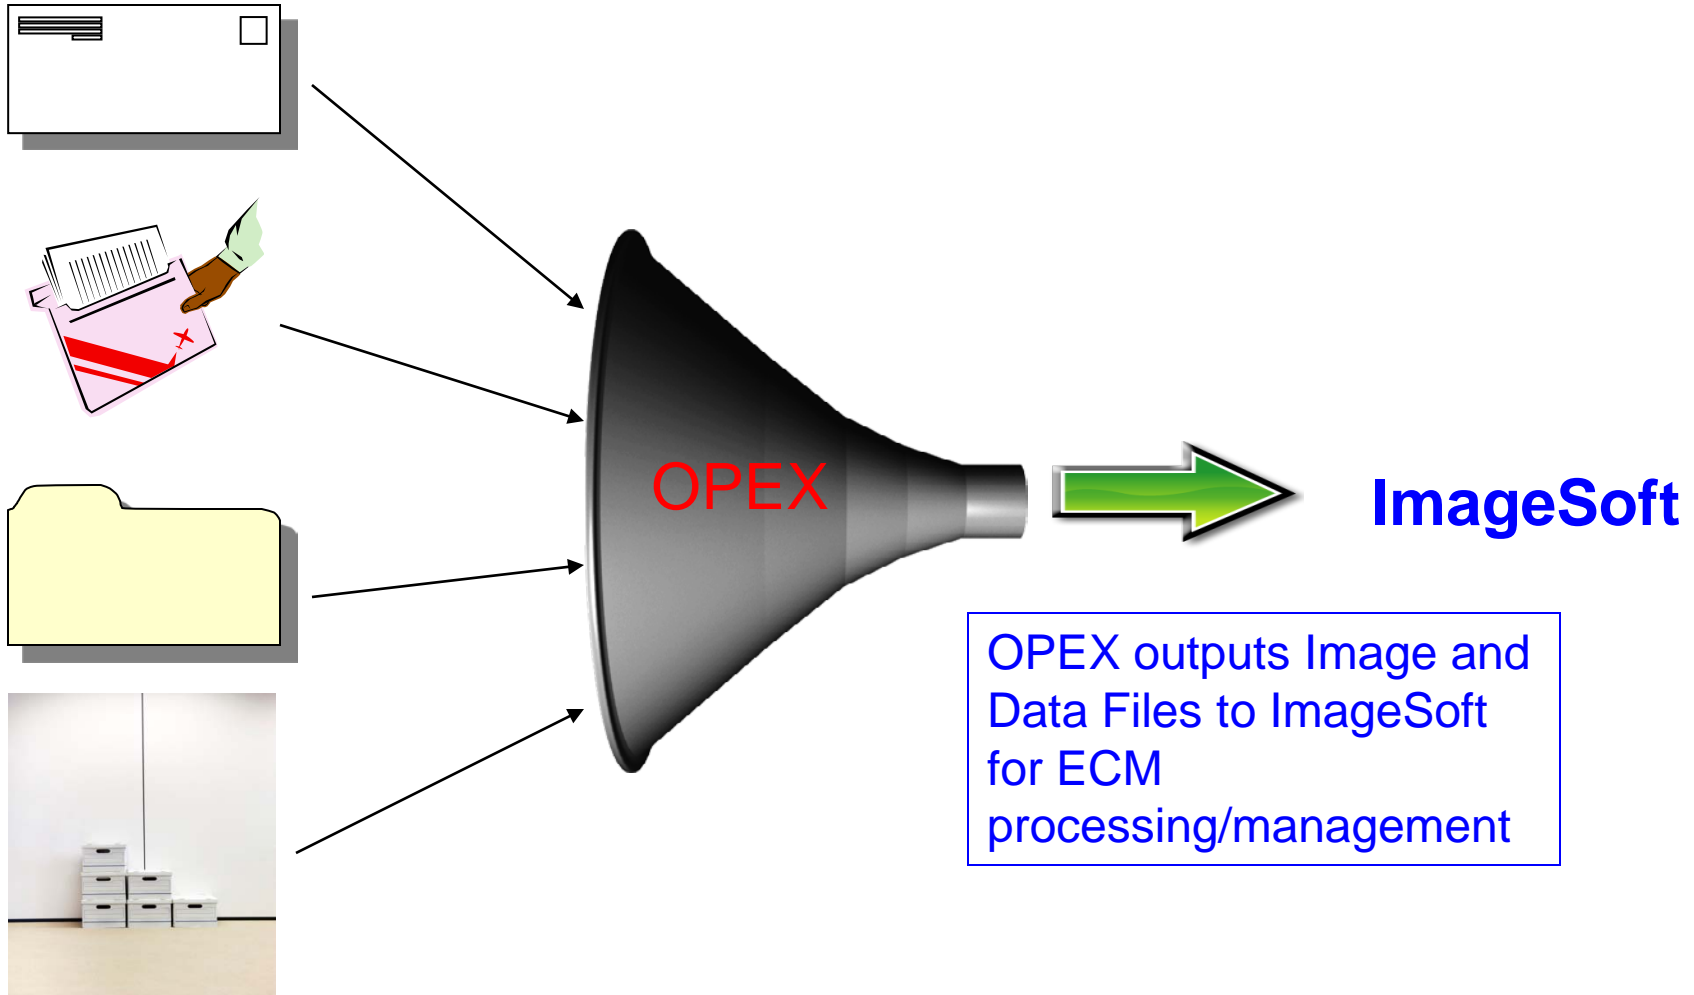 OPEX
ImageSoft
OPEX outputs Image and
Data Files to ImageSoft
for ECM
processing/management